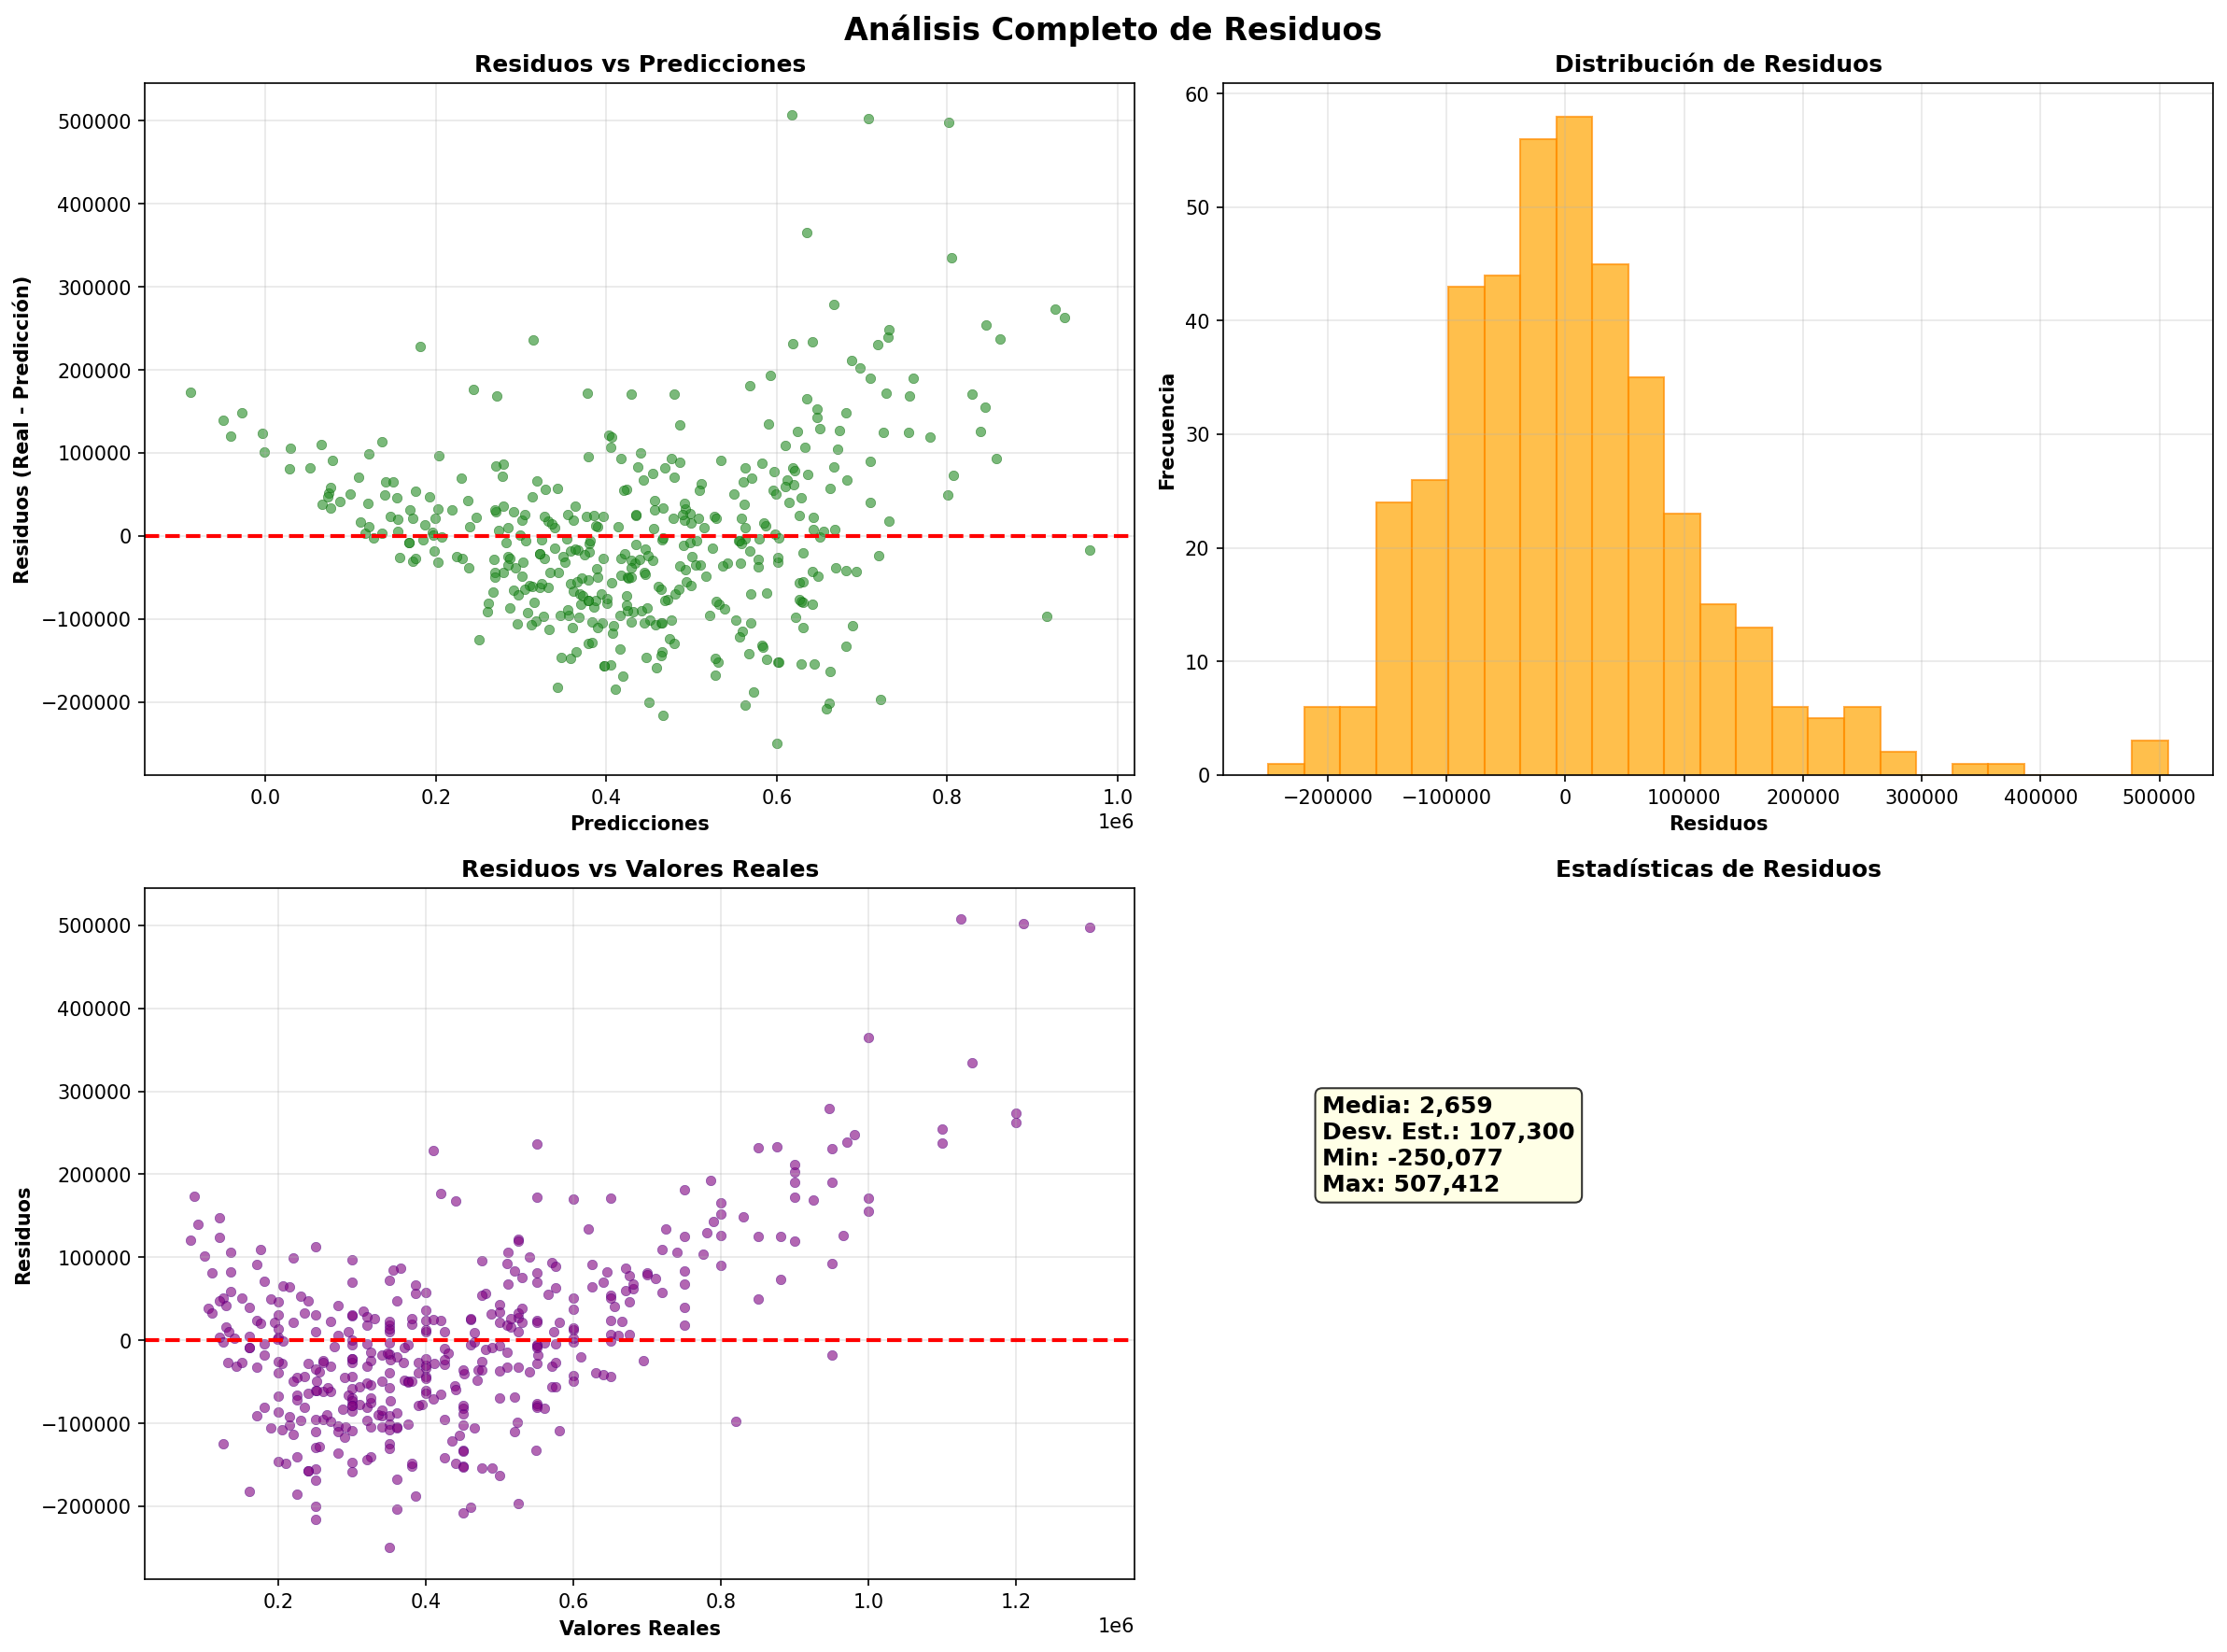 Análisis Completo de Residuos
Residuos vs Predicciones
Residuos (Real - Predicción)
500000
400000
300000
200000
100000
0
−100000
−200000
0.0 0.2 0.4 0.6 0.8 1.0
1e6
Predicciones
Distribución de Residuos
Frecuencia
60
50
40
30
20
10
0
−200000 −100000 0 100000 200000 300000 400000 500000
Residuos
Residuos vs Valores Reales
Residuos
500000
400000
300000
200000
100000
0
−100000
−200000
0.2 0.4 0.6 0.8 1.0 1.2
1e6
Valores Reales
Estadísticas de Residuos
Media: 2,659
Desv. Est.: 107,300
Min: -250,077
Max: 507,412